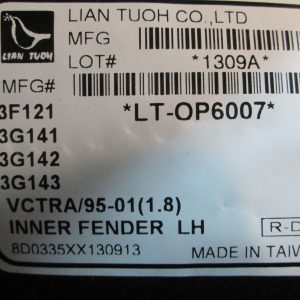 LIAN TUOH CO.,LTD
MFG
LIAN TUOH
LOT# *1309A*
MFG#
3F121 *LT-OP6007*
3G141
3G142
3G143
VCTRA/95-01(1.8)
INNER FENDER LH
R-D
8D0335XX130913
MADE IN TAIWA